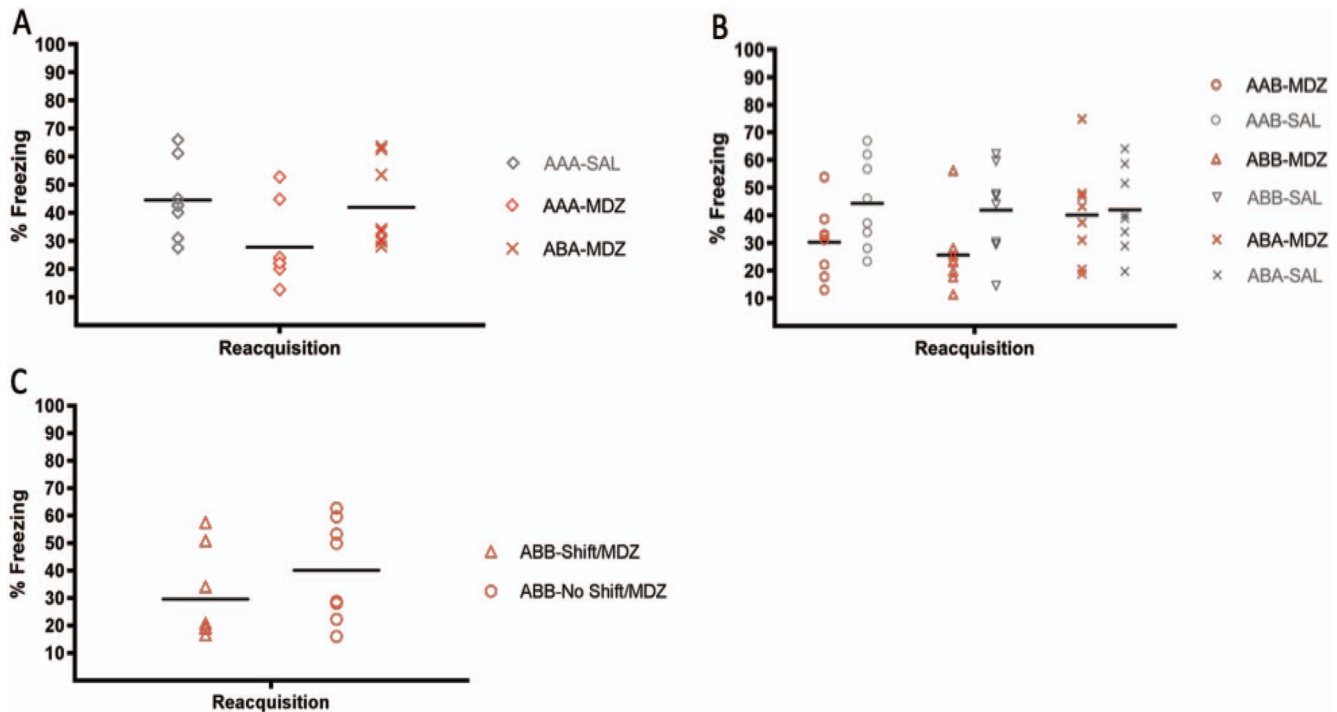 A
100
90
80
70
60
50
40
30
20
10
% Freezing
Reacquisition
AAA-SAL
AAA-MDZ
ABA-MDZ
B
100
90
80
70
60
50
40
30
20
10
% Freezing
Reacquisition
AAB-MDZ
AAB-SAL
ABB-MDZ
ABB-SAL
ABA-MDZ
ABA-SAL
C
100
90
80
70
60
50
40
30
20
10
% Freezing
Reacquisition
ABB-Shift/MDZ
ABB-No Shift/MDZ